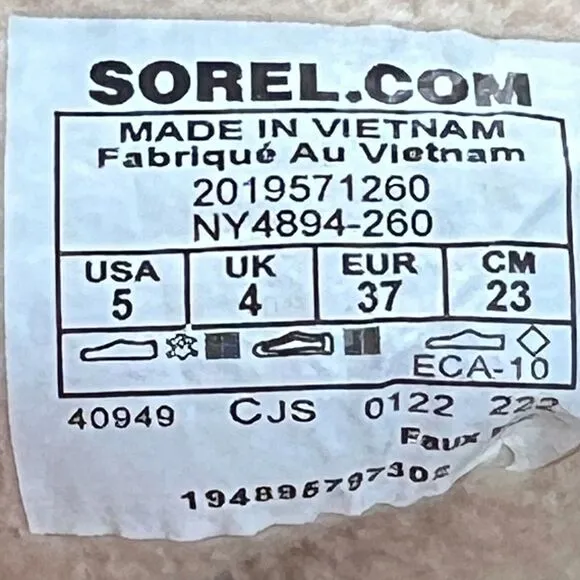 SOREL.COM
MADE IN VIETNAM
Fabriqué Au Vietnam
2019571260
NY4894-260
USA UK EUR CM
5 4 37 23
ECA-10
40949 CJS 0122
Faux